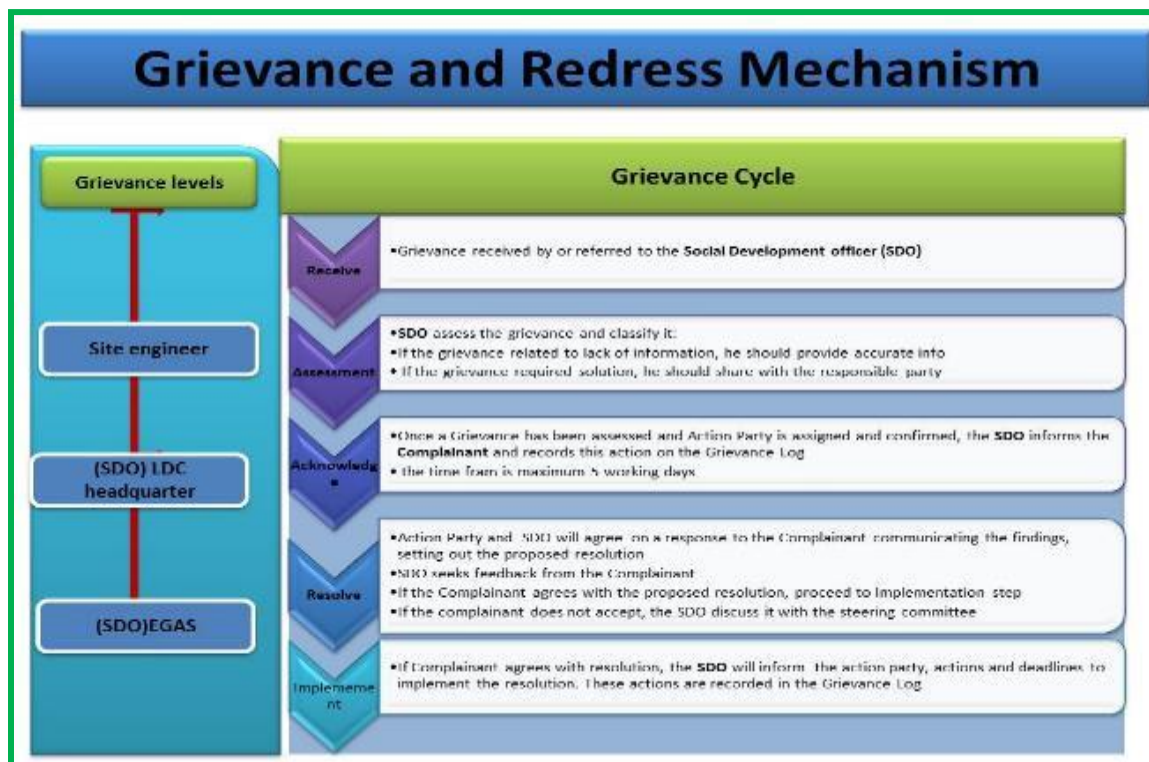 Grievance and Redress Mechanism
Grievance levels
Site engineer
(SDO) LDC
headquarter
(SDO)EGAS
Grievance Cycle
Receive
•Grievance received by or referred to the Social Development officer (SDO)
Assessment
•SDO assess the grievance and classify it:
•If the grievance related to lack of information, he should provide accurate info
• If the grievance required solution, he should share with the responsible party
Acknowledg
e
•Once a Grievance has been assessed and Action Party is assigned and confirmed, the SDO informs the
Complainant and records this action on the Grievance Log
• the time fram is maximum 5 working days
Resolve
•Action Party and SDO will agree on a response to the Complainant communicating the findings,
setting out the proposed resolution
•SDO seeks feedback from the Complainant
•If the Complainant agrees with the proposed resolution, proceed to Implementation step
•If the complainant does not accept, the SDO discuss it with the steering committee
Implememe
nt
•If Complainant agrees with resolution, the SDO will inform the action party, actions and deadlines to
implement the resolution. These actions are recorded in the Grievance Log